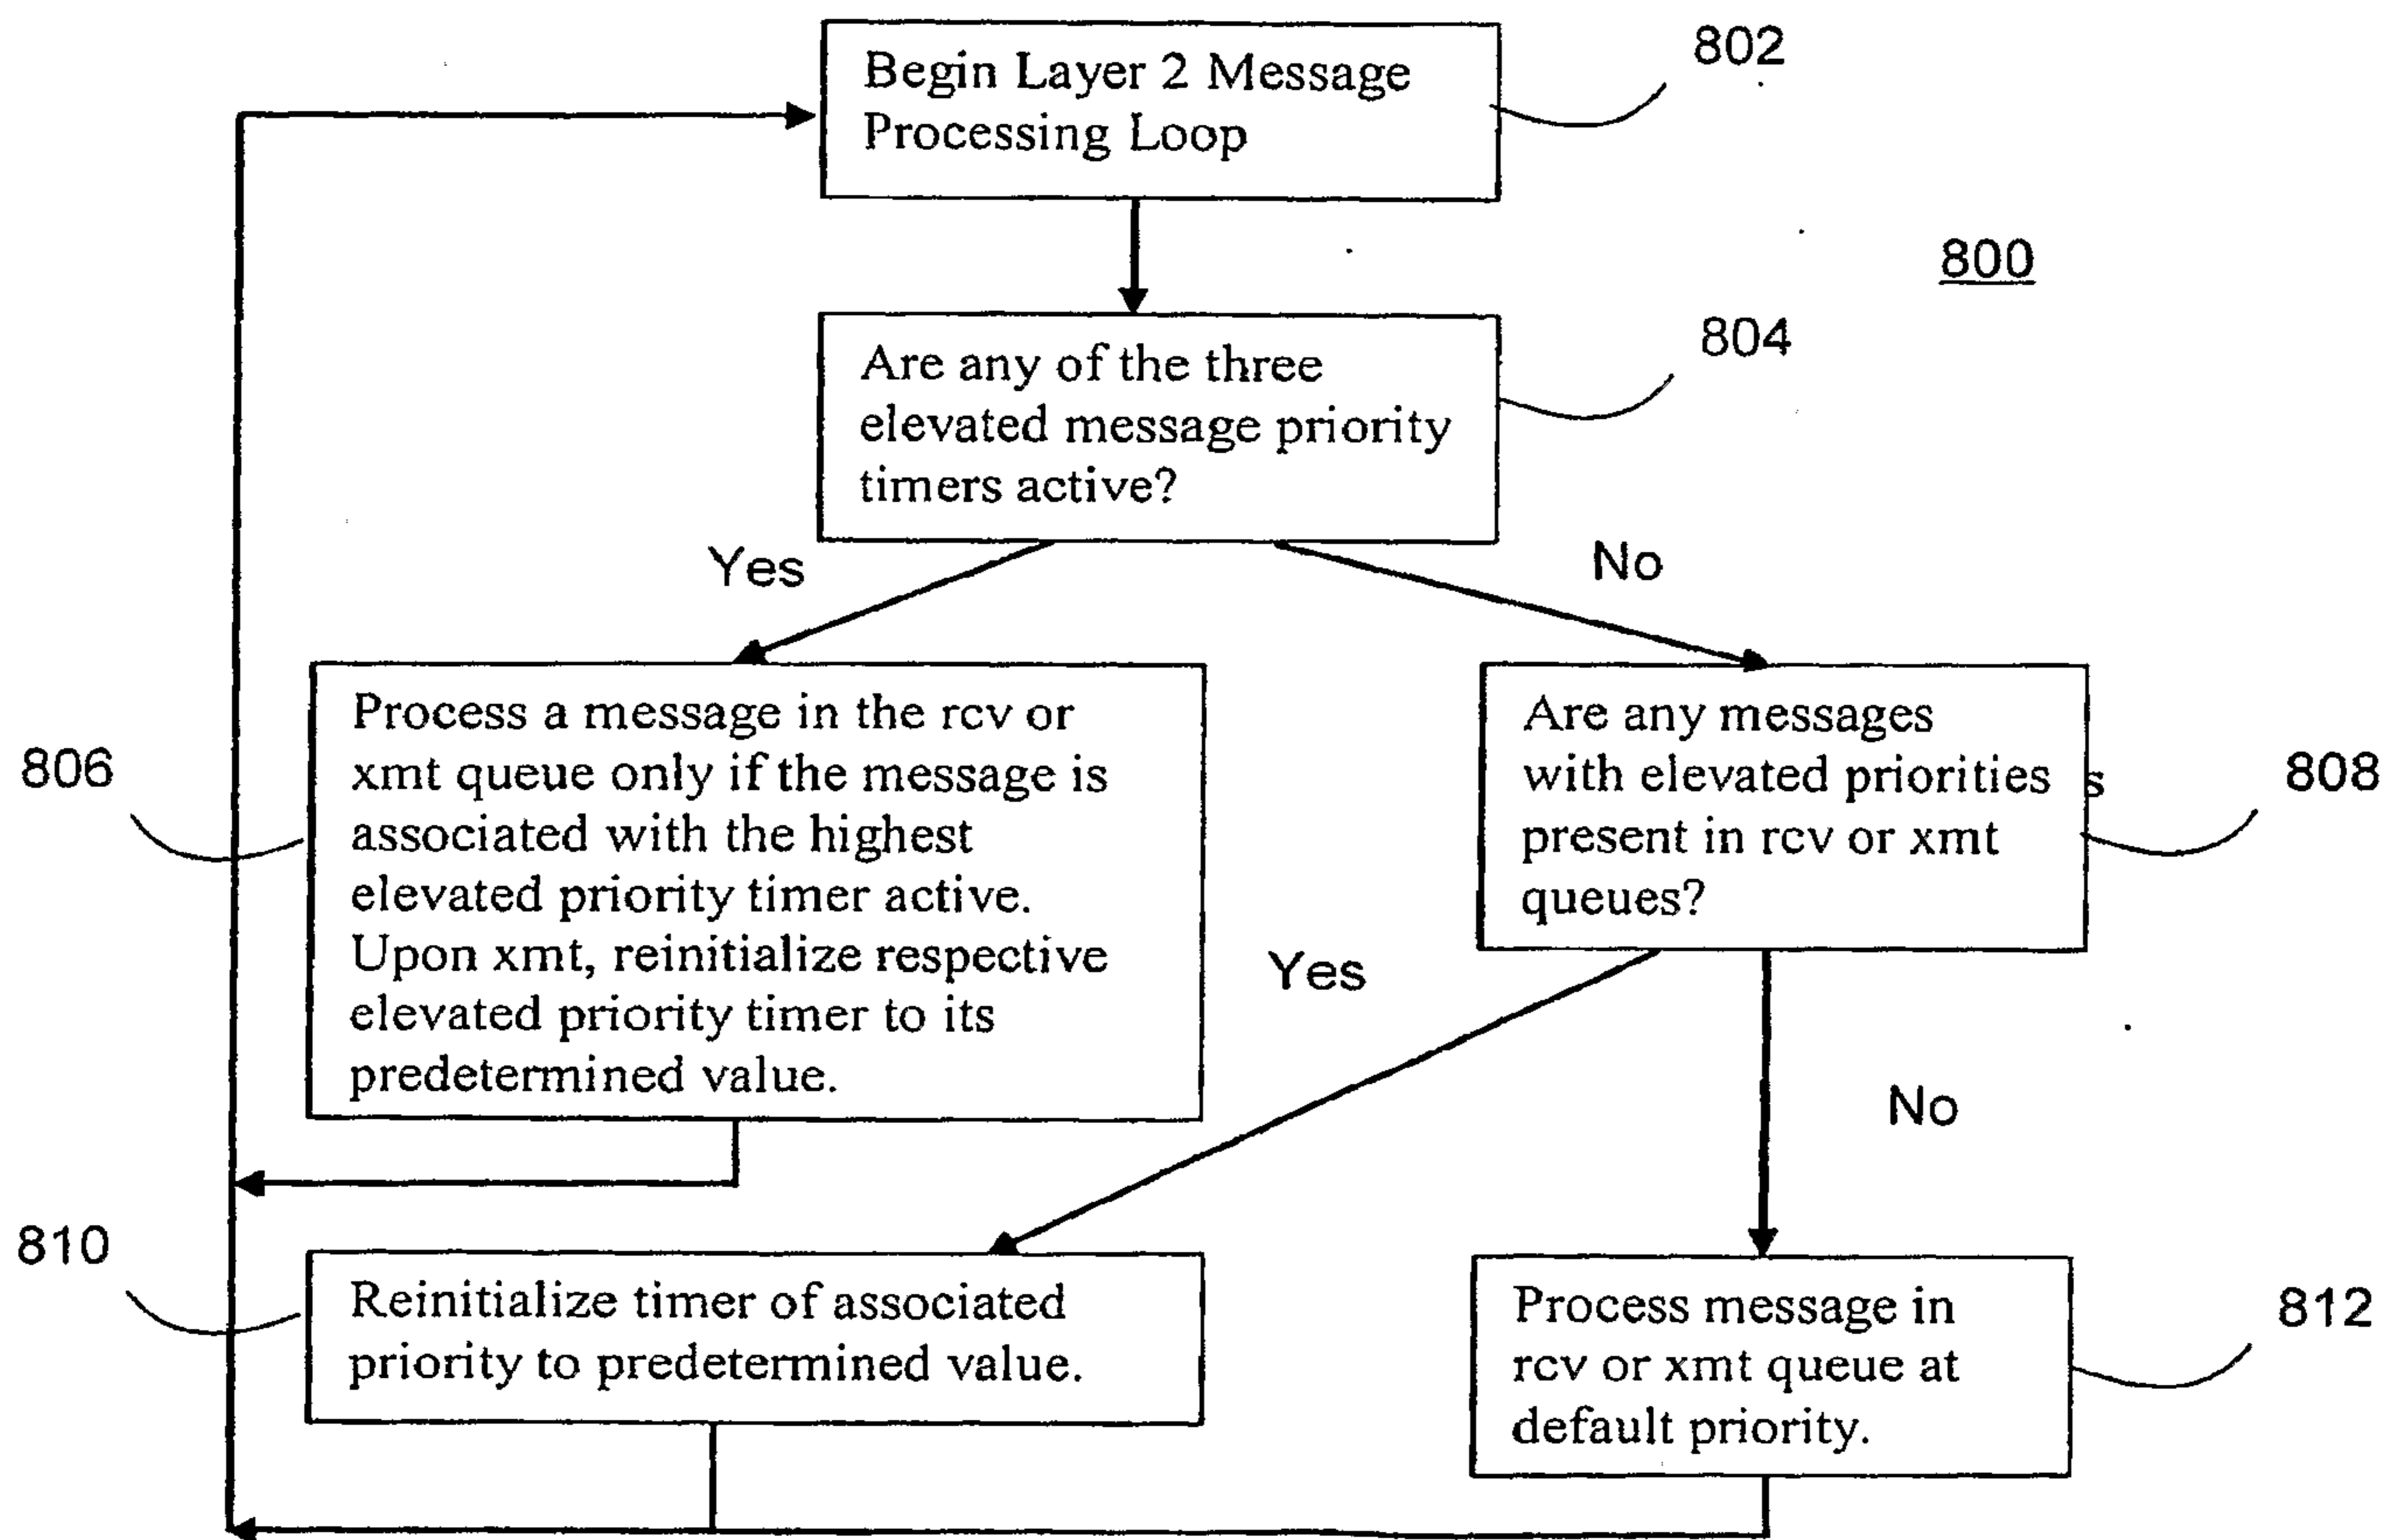 Begin Layer 2 Message
Processing Loop
802
800
Are any of the three
elevated message priority
timers active?
804
Yes
No
806
Process a message in the rcv or
xmt queue only if the message is
associated with the highest
elevated priority timer active.
Upon xmt, reinitialize respective
elevated priority timer to its
predetermined value.
Are any messages
with elevated priorities s
present in rcv or xmt
queues?
808
Yes
No
810
Reinitialize timer of associated
priority to predetermined value.
Process message in
rcv or xmt queue at
default priority.
812